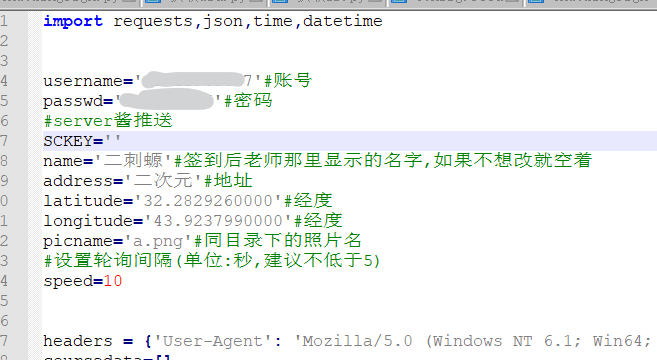 1 import requests,json,time,datetime
2
3
4 username='7'#账号
5 passwd=''#密码
6 #server酱推送
7 SCKEY=''
8 name='二刺螈'#签到后老师那里显示的名字,如果不想改就空着
9 address='二次元'#地址
0 latitude='32.2829260000'#经度
1 longitude='43.9237990000'#经度
2 picname='a.png'#同目录下的照片名
3 #设置轮询间隔(单位:秒,建议不低于5)
4 speed=10
5
6
7 headers = {'User-Agent': 'Mozilla/5.0 (Windows NT 6.1; Win64;